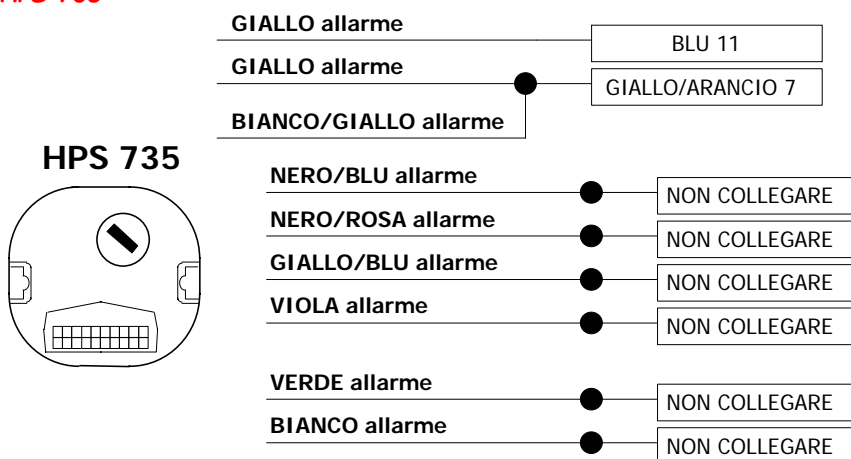 GIALLO allarme
BLU 11
GIALLO allarme
GIALLO/ARANCIO 7
BIANCO/GIALLO allarme
HPS 735
NERO/BLU allarme
NON COLLEGARE
NERO/ROSA allarme
NON COLLEGARE
GIALLO/BLU allarme
NON COLLEGARE
VIOLA allarme
NON COLLEGARE
VERDE allarme
NON COLLEGARE
BIANCO allarme
NON COLLEGARE